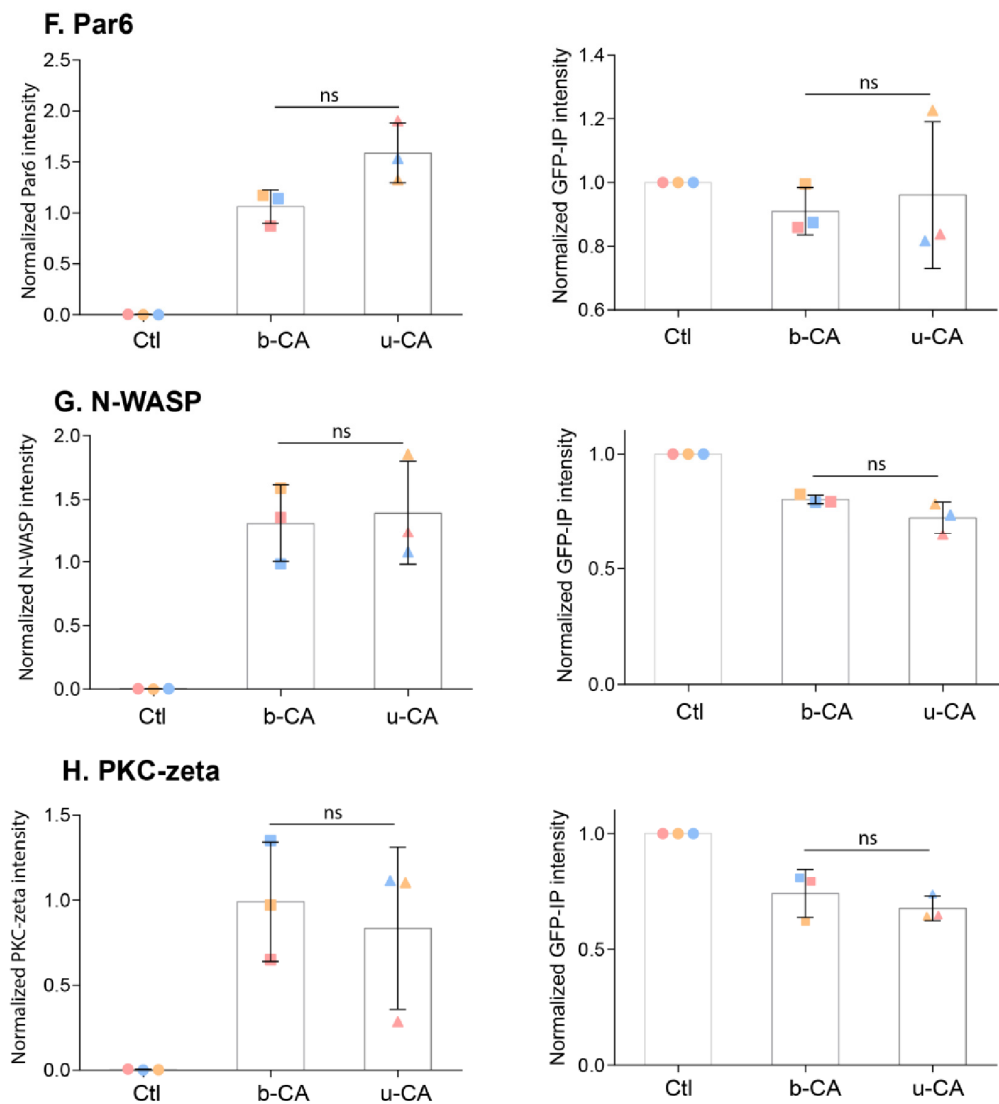 F. Par6
Normalized Par6 intensity
2.5
2.0
1.5
1.0
0.5
0.0
ns
Ctl
b-CA
u-CA
Normalized GFP-IP intensity
1.4
1.2
1.0
0.8
0.6
ns
Ctl
b-CA
u-CA
G. N-WASP
Normalized N-WASP intensity
2.0
1.5
1.0
0.5
0.0
ns
Ctl
b-CA
u-CA
Normalized GFP-IP intensity
1.0
0.5
0.0
ns
Ctl
b-CA
u-CA
H. PKC-zeta
Normalized PKC-zeta intensity
1.5
1.0
0.5
0.0
ns
Ctl
b-CA
u-CA
Normalized GFP-IP intensity
1.0
0.5
0.0
ns
Ctl
b-CA
u-CA